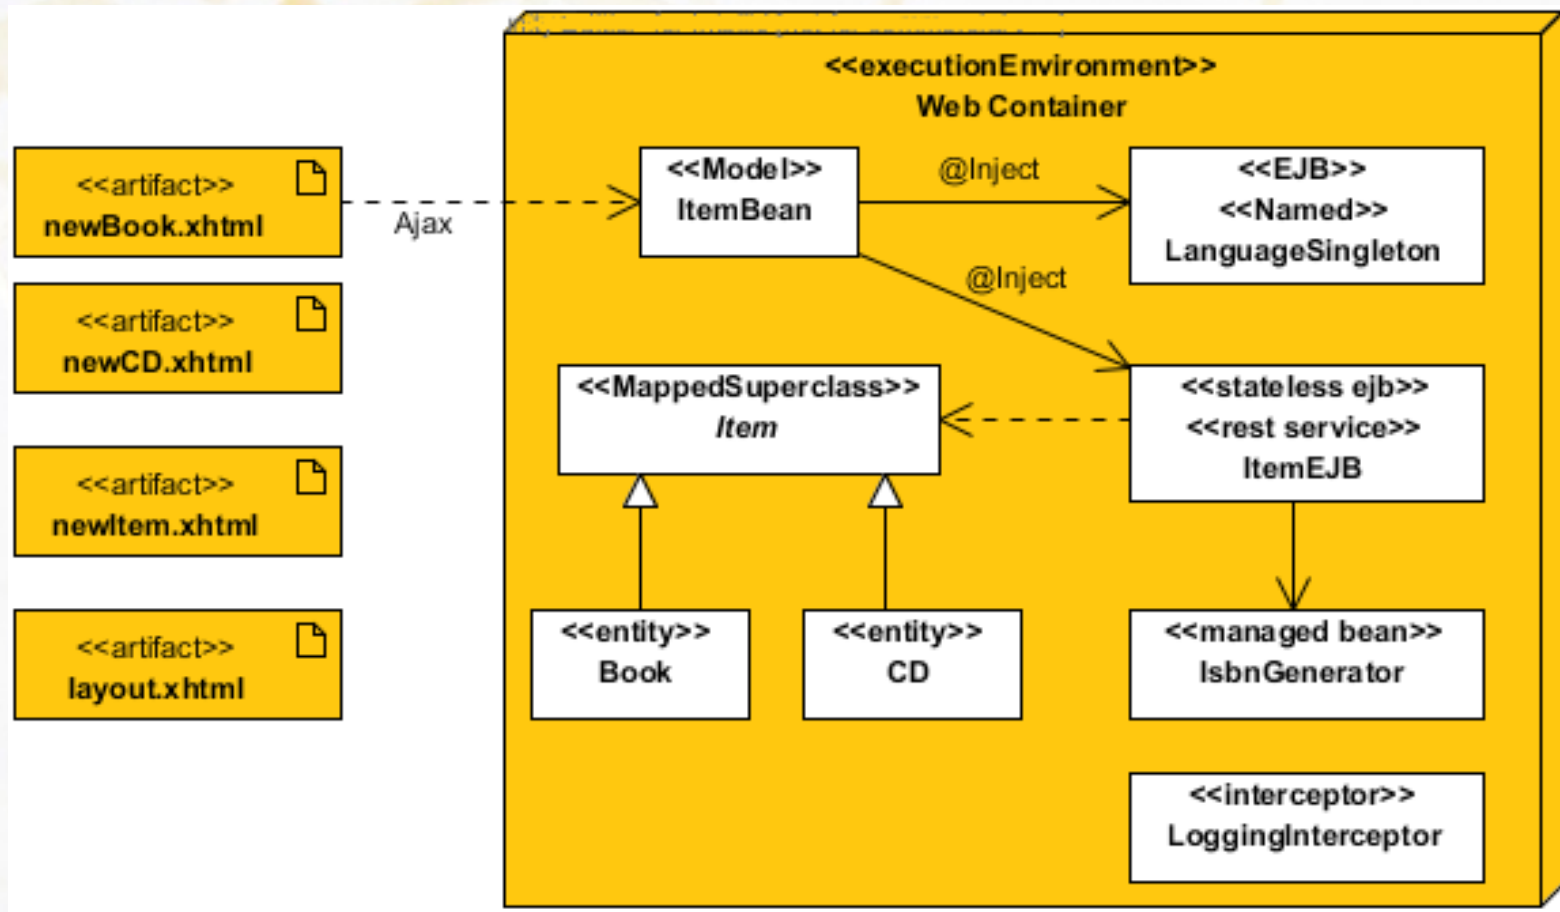 <<executionEnvironment>>
Web Container
<<artifact>>
newBook.xhtml
Ajax
<<Model>>
ItemBean
@Inject
<<EJB>>
<<Named>>
LanguageSingleton
@Inject
<<artifact>>
newCD.xhtml
<<MappedSuperclass>>
Item
<<stateless ejb>>
<<rest service>>
ItemEJB
<<artifact>>
newItem.xhtml
<<artifact>>
layout.xhtml
<<entity>>
Book
<<entity>>
CD
<<managed bean>>
IsbnGenerator
<<interceptor>>
LoggingInterceptor